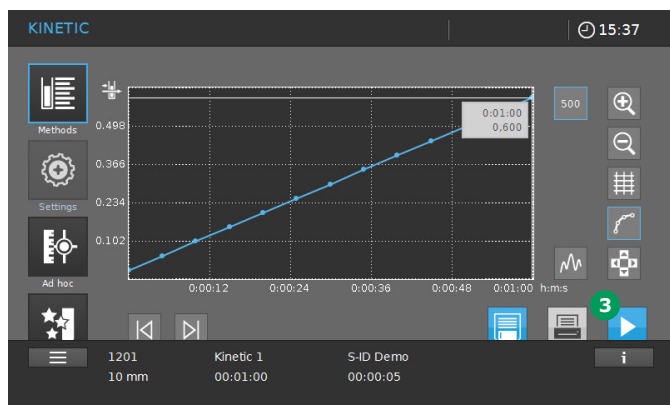 KINETIC
15:37
Methods
Settings
Ad hoc
0.498
0.366
0.234
0.102
0:01:00
0,600
500
0:00:12 0:00:24 0:00:36 0:00:48 0:01:00 h:m:s
3
1201 Kinetic 1 S-ID Demo
10 mm 00:01:00 00:00:05
i